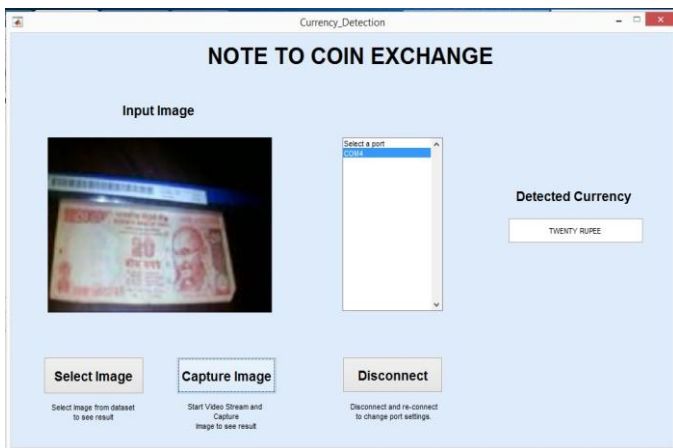 Currency_Detection
NOTE TO COIN EXCHANGE
Input Image
20
Select a port
COM4
Detected Currency
TWENTY RUPEE
Select Image
Capture Image
Disconnect
Select Image from dataset
to see result
Start Video Stream and
Capture
Image to see result
Disconnect and re-connect
to change port settings.